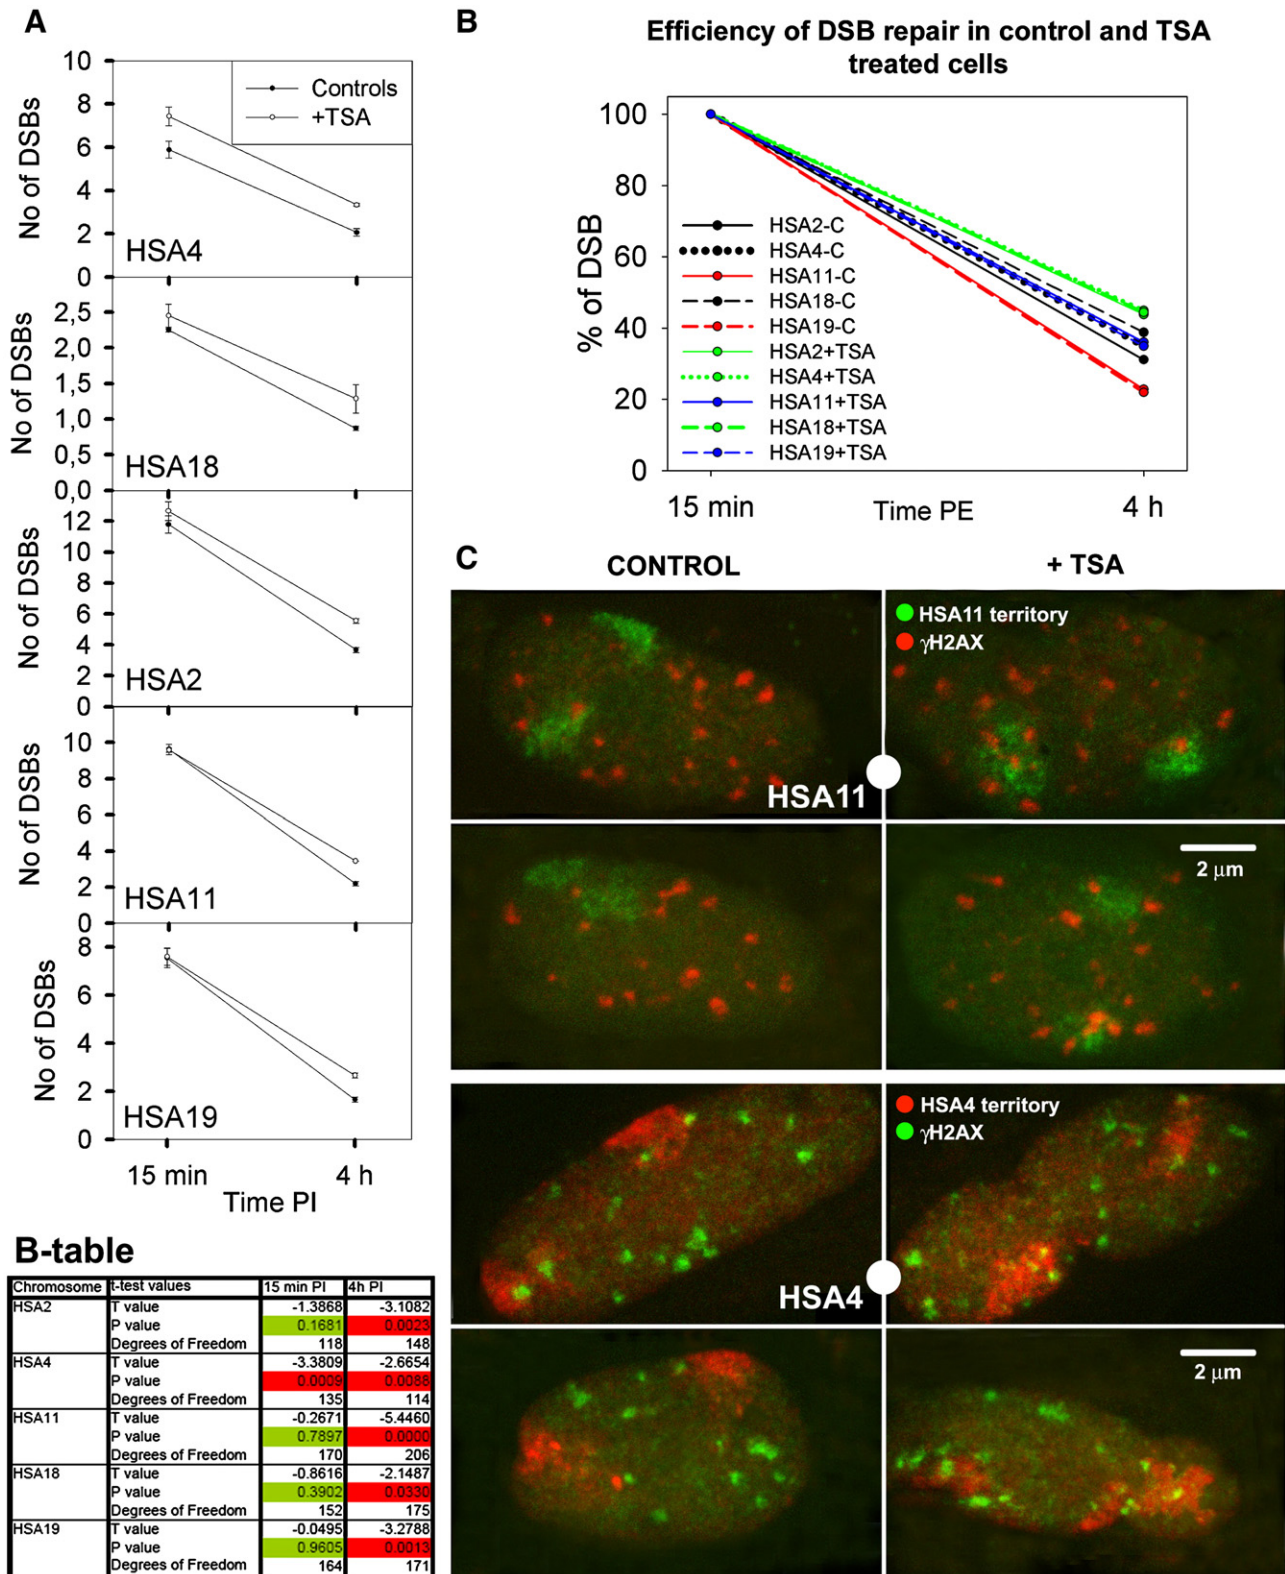 A
10
8
6
4
2
0
No of DSBs
Controls
+TSA
HSA4
2,5
2,0
1,5
1,0
0,5
0,0
No of DSBs
HSA18
12
10
8
6
4
2
0
No of DSBs
HSA2
10
8
6
4
2
0
No of DSBs
HSA11
8
6
4
2
0
No of DSBs
HSA19
15 min 4 h
Time PI
B
Efficiency of DSB repair in control and TSA
treated cells
100
80
60
40
20
0
% of DSB
HSA2-C
HSA4-C
HSA11-C
HSA18-C
HSA19-C
HSA2+TSA
HSA4+TSA
HSA11+TSA
HSA18+TSA
HSA19+TSA
15 min Time PE 4 h
B-table
Chromosome t-test values 15 min PI 4h PI
HSA2 T value -1.3868 -3.1082
P value 0.1681 0.0023
Degrees of Freedom 118 148
HSA4 T value -3.3809 -2.6654
P value 0.0009 0.0088
Degrees of Freedom 135 114
HSA11 T value -0.2671 -5.4460
P value 0.7897 0.0000
Degrees of Freedom 170 206
HSA18 T value -0.8616 -2.1487
P value 0.3902 0.0330
Degrees of Freedom 152 175
HSA19 T value -0.0495 -3.2788
P value 0.9605 0.0013
Degrees of Freedom 164 171
C
CONTROL + TSA
HSA11 territory
γH2AX
HSA11
2 μm
HSA4 territory
γH2AX
HSA4
2 μm